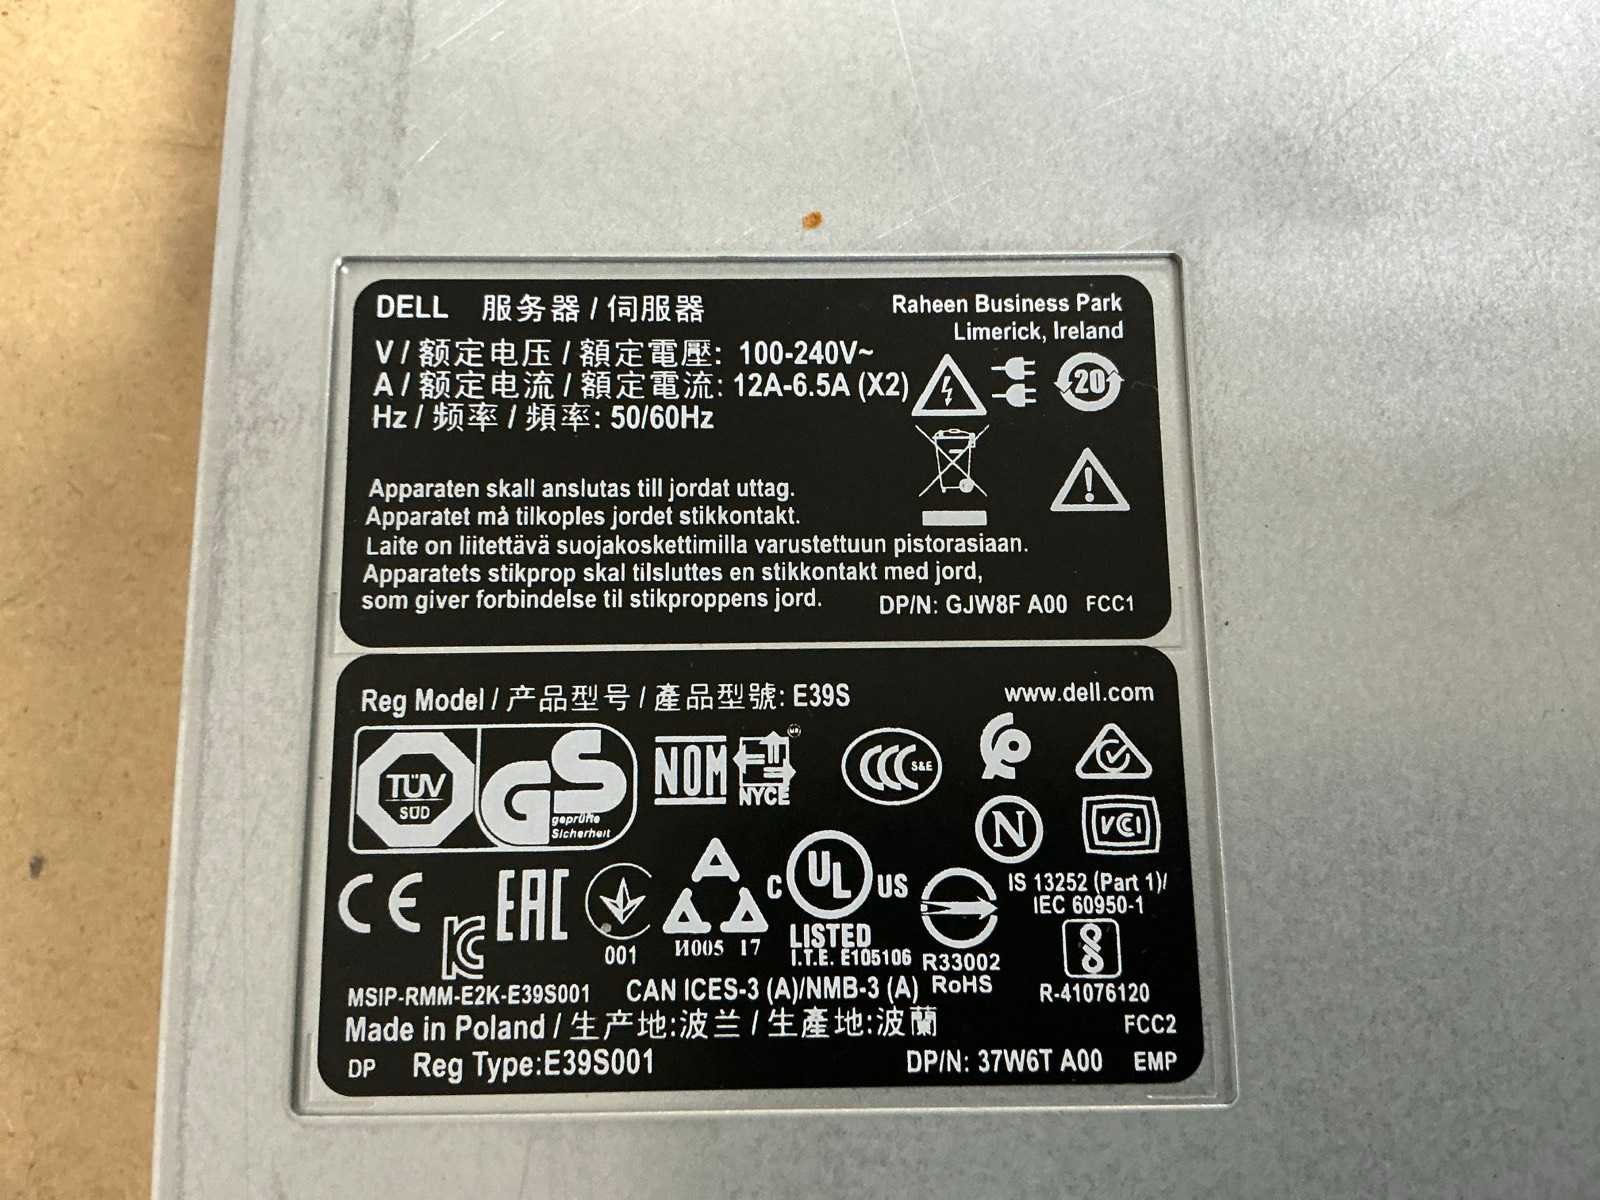 DELL 服务器 / 伺服器
Raheen Business Park
Limerick, Ireland
V / 额定电压 / 額定電壓: 100-240V~
A / 额定电流 / 額定電流: 12A-6.5A (X2)
Hz / 频率 / 頻率: 50/60Hz
20
Apparaten skall anslutas till jordat uttag.
Apparatet må tilkoples jordet stikkontakt.
Laite on liitettävä suojakoskettimilla varustettuun pistorasiaan.
Apparatets stikprop skal tilsluttes en stikkontakt med jord,
som giver forbindelse til stikproppens jord.
DP/N: GJW8F A00 FCC1
Reg Model / 产品型号 / 產品型號: E39S
www.dell.com
TÜV
SÜD
GS
geprüfte
Sicherheit
NOM
NYCE
CCC S&E
N
VCCI
CE
EAC
001
И005 17
C UL US
LISTED
I.T.E. E105106
R33002
RoHS
IS 13252 (Part 1)/
IEC 60950-1
R-41076120
MSIP-RMM-E2K-E39S001
CAN ICES-3 (A)/NMB-3 (A)
Made in Poland / 生产地:波兰 / 生產地:波蘭
FCC2
DP Reg Type:E39S001
DP/N: 37W6T A00 EMP